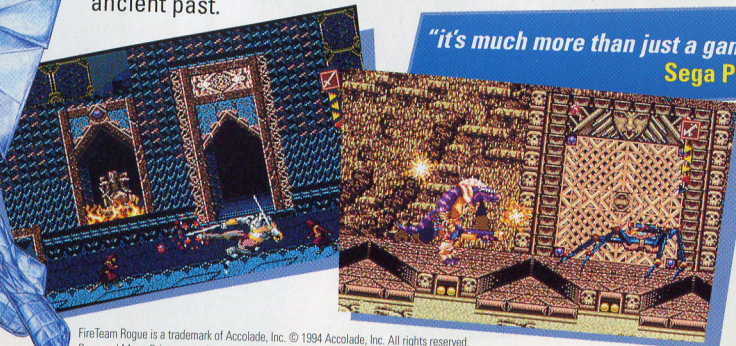 ancient past.
"it's much more than just a
Sega
FireTeam Rogue is a trademark of Accolade, Inc. © 1994 Accolade, Inc. All rights reserved.